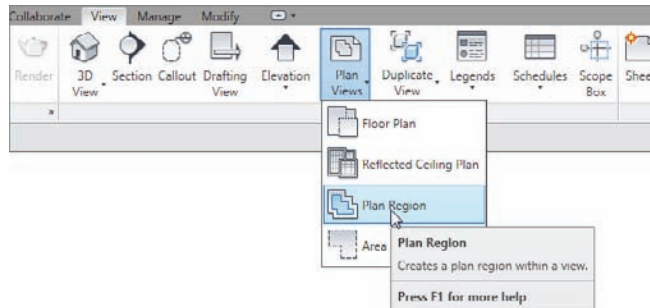 Collaborate View Manage Modify
Render 3D View Section Callout Drafting View Elevation Plan Views Duplicate View Legends Schedules Scope Box Shee
Floor Plan
Reflected Ceiling Plan
Plan Region
Area
Plan Region
Creates a plan region within a view.
Press F1 for more help